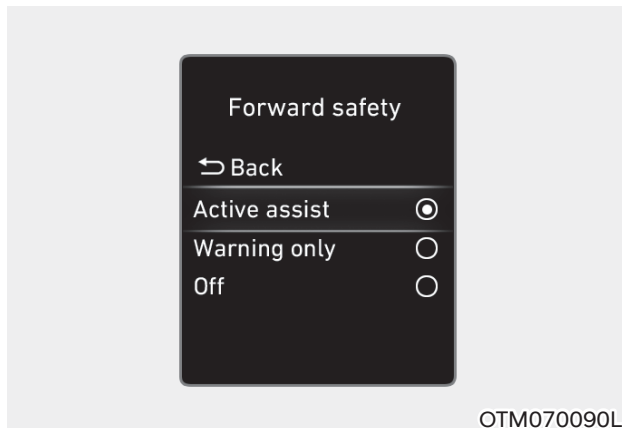 Forward safety
Back
Active assist
Warning only
Off
OTM070090L